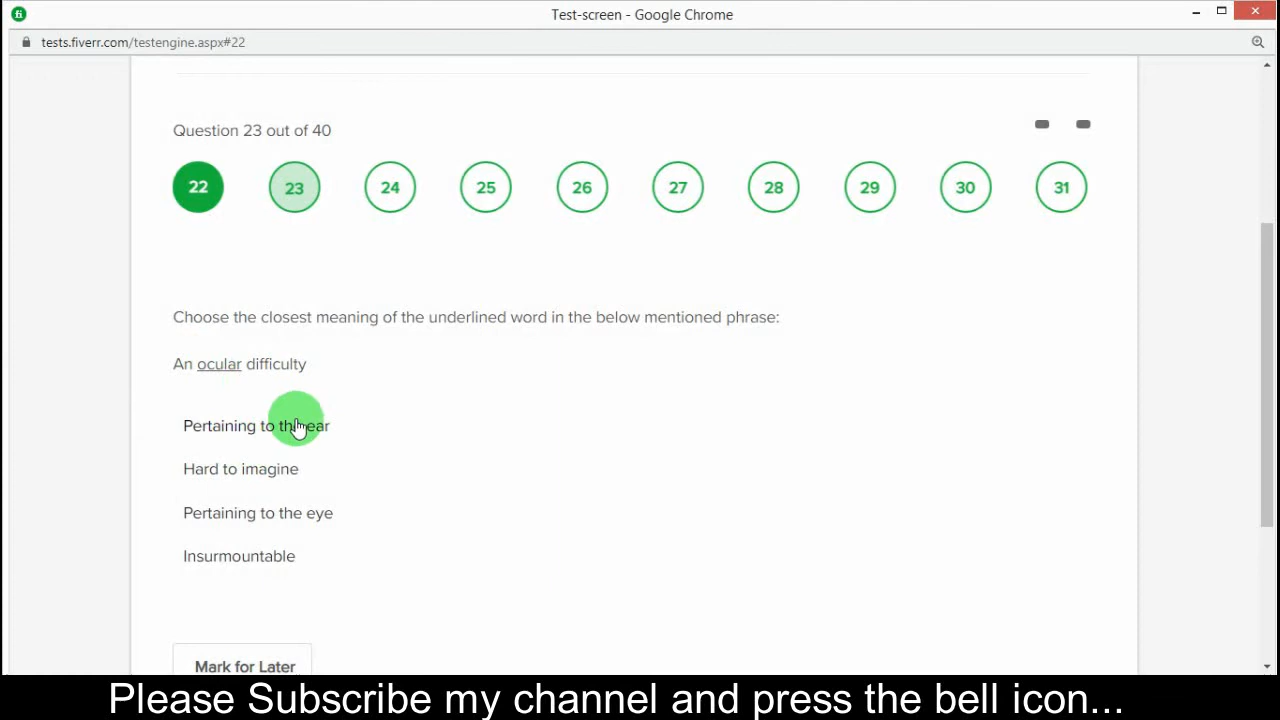 Test-screen - Google Chrome
tests.fiverr.com/testengine.aspx#22
Question 23 out of 40
22 23 24 25 26 27 28 29 30 31
Choose the closest meaning of the underlined word in the below mentioned phrase:
An ocular difficulty
Pertaining to the ear
Hard to imagine
Pertaining to the eye
Insurmountable
Mark for Later
Please Subscribe my channel and press the bell icon...